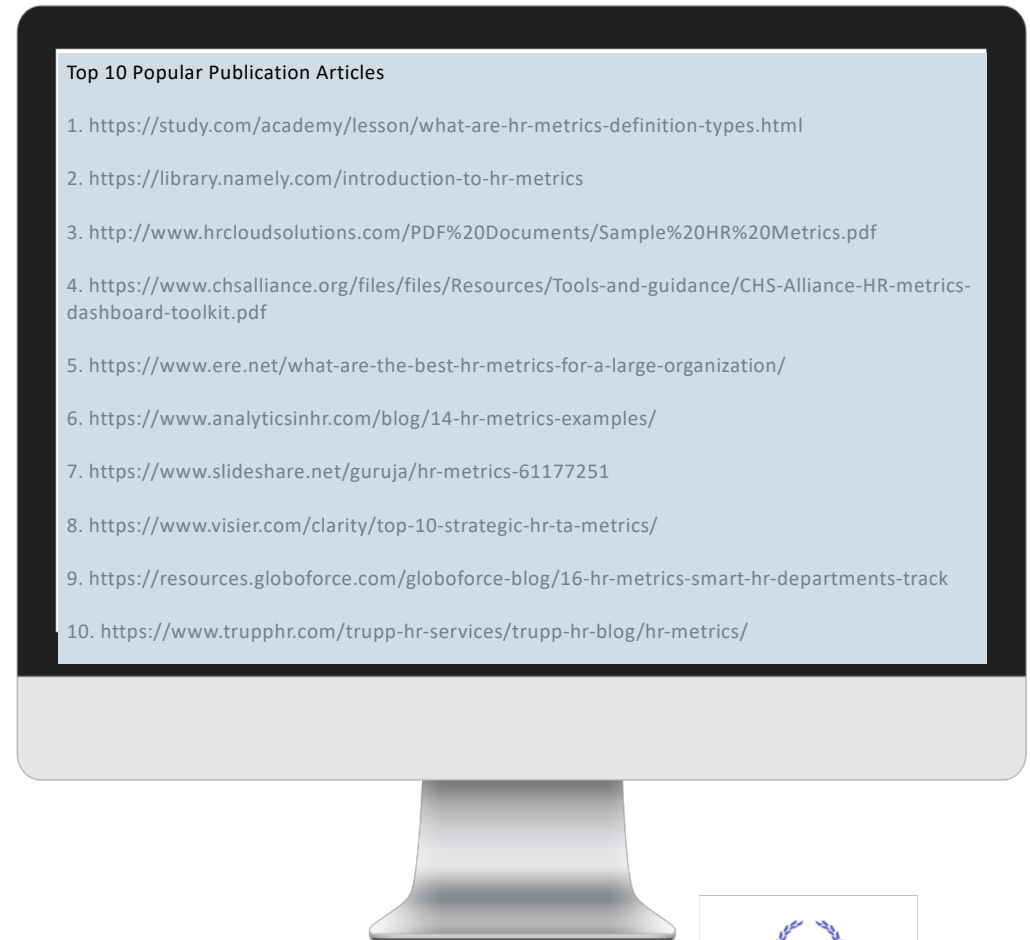 Top 10 Popular Publication Articles
1. https://study.com/academy/lesson/what-are-hr-metrics-definition-types.html
2. https://library.namely.com/introduction-to-hr-metrics
3. http://www.hrcloudsolutions.com/PDF%20Documents/Sample%20HR%20Metrics.pdf
4. https://www.chsalliance.org/files/files/Resources/Tools-and-guidance/CHS-Alliance-HR-metrics-
dashboard-toolkit.pdf
5. https://www.ere.net/what-are-the-best-hr-metrics-for-a-large-organization/
6. https://www.analyticsinhr.com/blog/14-hr-metrics-examples/
7. https://www.slideshare.net/guruja/hr-metrics-61177251
8. https://www.visier.com/clarity/top-10-strategic-hr-ta-metrics/
9. https://resources.globoforce.com/globoforce-blog/16-hr-metrics-smart-hr-departments-track
10. https://www.trupphr.com/trupp-hr-services/trupp-hr-blog/hr-metrics/